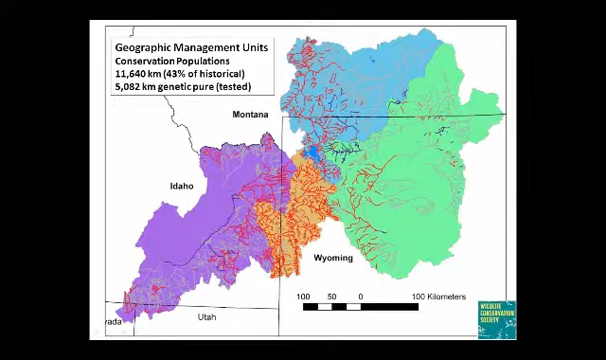 Geographic Management Units
Conservation Populations
11,640 km (43% of historical)
5,082 km genetic pure (tested)
Montana
Idaho
Wyoming
100 50 0 100 Kilometers
Utah
vada
WILDLIFE
CONSERVATION
SOCIETY